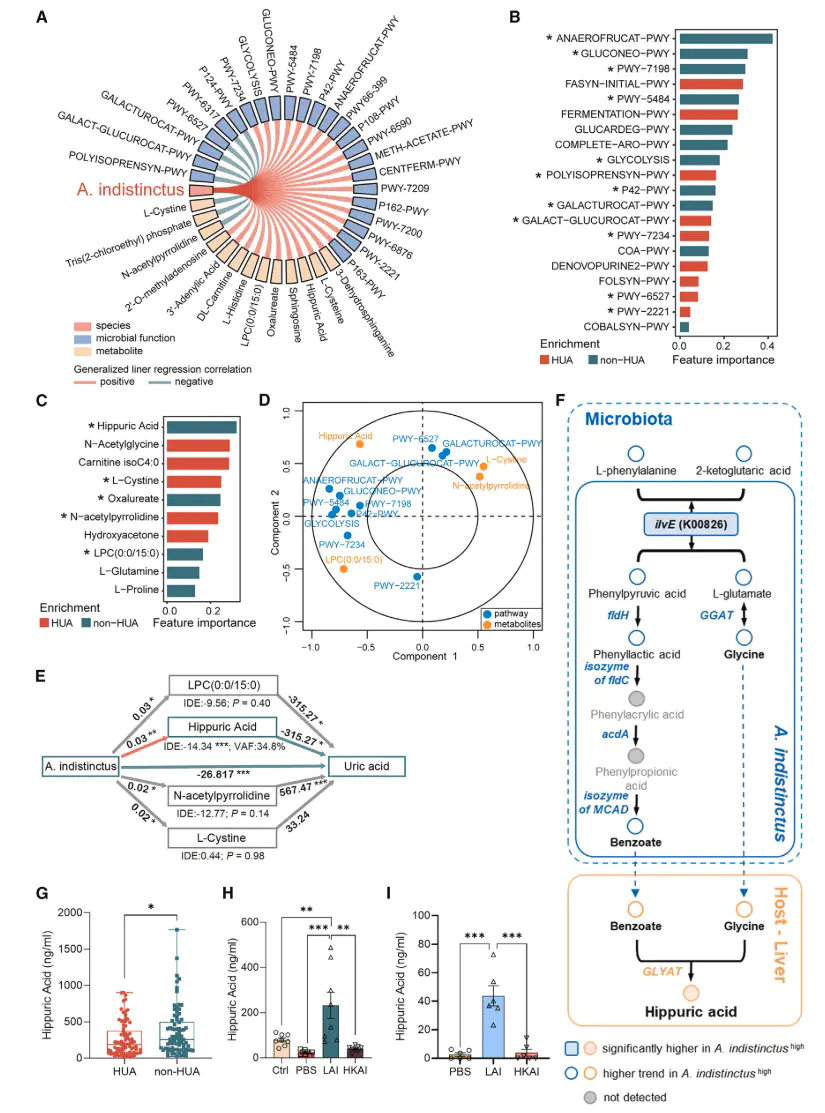 A
POLYISOPRENSYN-PWY
GALACT-GLUCUROCAT-PWY
GALACTUROCAT-PWY
PWY-6527
PWY-6317
P124-PWY
PWY-7234
GLYCOLYSIS
GLUCONEO-PWY
PWY-5484
PWY-7198
P42-PWY
ANAEROFRUCAT-PWY
PWY66-399
P108-PWY
PWY-6590
METH-ACETATE-PWY
CENTFERM-PWY
PWY-7209
P162-PWY
PWY-7200
PWY-6876
PWY-2221
P163-PWY
3-Dehydrosphinganine
L-Cysteine
Hippuric Acid
Sphingosine
Oxalureate
LPC(0:0/15:0)
L-Histidine
DL-Carnitine
3'-Adenylic Acid
2'-O-methyladenosine
N-acetylpyrrolidine
Tris(2-chloroethyl) phosphate
L-Cystine
A. indistinctus
species
microbial function
metabolite
Generalized liner regression correlation
positive negative
B
* ANAEROFRUCAT-PWY
* GLUCONEO-PWY
* PWY-7198
FASYN-INITIAL-PWY
* PWY-5484
FERMENTATION-PWY
GLUCARDEG-PWY
COMPLETE-ARO-PWY
* GLYCOLYSIS
* POLYISOPRENSYN-PWY
* P42-PWY
* GALACTUROCAT-PWY
* GALACT-GLUCUROCAT-PWY
* PWY-7234
COA-PWY
DENOVOPURINE2-PWY
FOLSYN-PWY
* PWY-6527
* PWY-2221
COBALSYN-PWY
0.0 0.2 0.4
Enrichment
HUA non-HUA
Feature importance
C
* Hippuric Acid
N-Acetylglycine
Carnitine isoC4:0
* L-Cystine
* Oxalureate
* N-acetylpyrrolidine
Hydroxyacetone
* LPC(0:0/15:0)
L-Glutamine
L-Proline
0.0 0.2
Enrichment
HUA non-HUA
Feature importance
D
Component 2
1.0
0.5
0.0
-0.5
-1.0
Hippuric Acid
PWY-6527
GALACTUROCAT-PWY
GALACT-GLUCUROCAT-PWY
L-Cystine
N-acetylpyrrolidine
ANAEROFRUCAT-PWY
GLUCONEO-PWY
PWY-5484
PWY-7198
P42-PWY
GLYCOLYSIS
PWY-7234
LPC(0:0/15:0)
PWY-2221
pathway
metabolites
-1.0 -0.5 0.0 0.5 1.0
Component 1
E
LPC(0:0/15:0)
IDE:-9.56; P = 0.40
0.03 *
-315.27 *
Hippuric Acid
IDE:-14.34 ***; VAF:34.8%
0.03 **
-315.27 *
A. indistinctus
Uric acid
-26.817 ***
0.02 *
567.47 ***
N-acetylpyrrolidine
IDE:-12.77; P = 0.14
0.02 *
33.24
L-Cystine
IDE:0.44; P = 0.98
F
Microbiota
L-phenylalanine 2-ketoglutaric acid
ilvE (K00826)
Phenylpyruvic acid L-glutamate
fldH GGAT
Phenyllactic acid Glycine
isozyme
of fldC
Phenylacrylic acid
acdA
Phenylpropionic
acid
isozyme
of MCAD
Benzoate
A. indistinctus
Host - Liver
Benzoate Glycine
GLYAT
Hippuric acid
significantly higher in A. indistinctus high
higher trend in A. indistinctus high
not detected
G
Hippuric Acid (ng/ml)
2000
1500
1000
500
0
*
HUA non-HUA
H
Hippuric Acid (ng/ml)
600
400
200
0
**
*** **
Ctrl PBS LAI HKAI
I
Hippuric Acid (ng/ml)
100
80
60
40
20
0
*** ***
PBS LAI HKAI